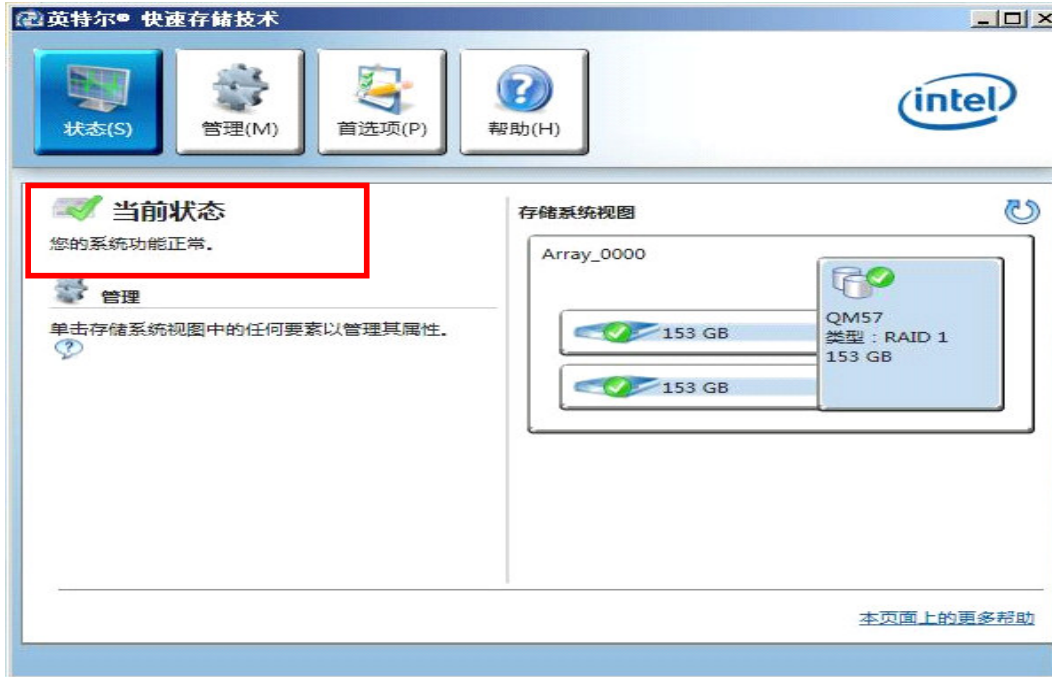 英特尔® 快速存储技术
状态(S)
管理(M)
首选项(P)
帮助(H)
intel
当前状态
您的系统功能正常。
管理
单击存储系统视图中的任何要素以管理其属性。
存储系统视图
Array_0000
153 GB
153 GB
QM57
类型：RAID 1
153 GB
本页面上的更多帮助